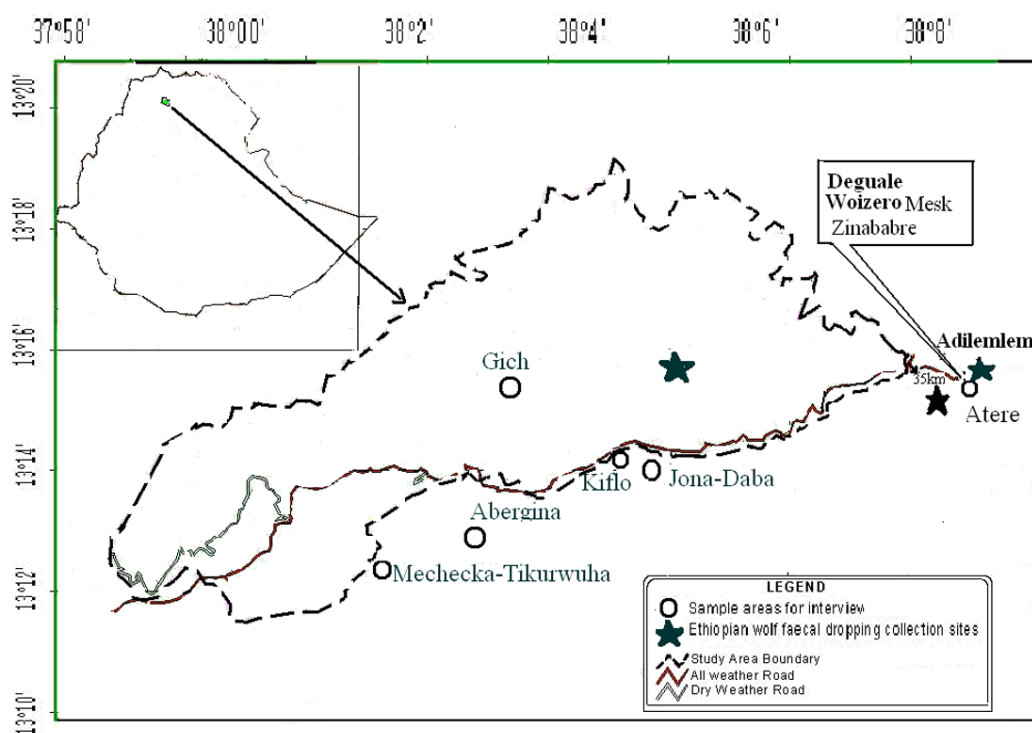 37°58' 38°00' 38°2' 38°4' 38°6' 38°8'
13°20'
13°18'
13°16'
13°14'
13°12'
13°10'
Deguale
Woizero Mesk
Zinababre
Adilemlem
35km
Atere
Gich
Kiflo
Jona-Daba
Abergina
Mechecka-Tikurwuha
LEGEND
Sample areas for interview
Ethiopian wolf faecal dropping collection sites
Study Area Boundary
All weather Road
Dry Weather Road